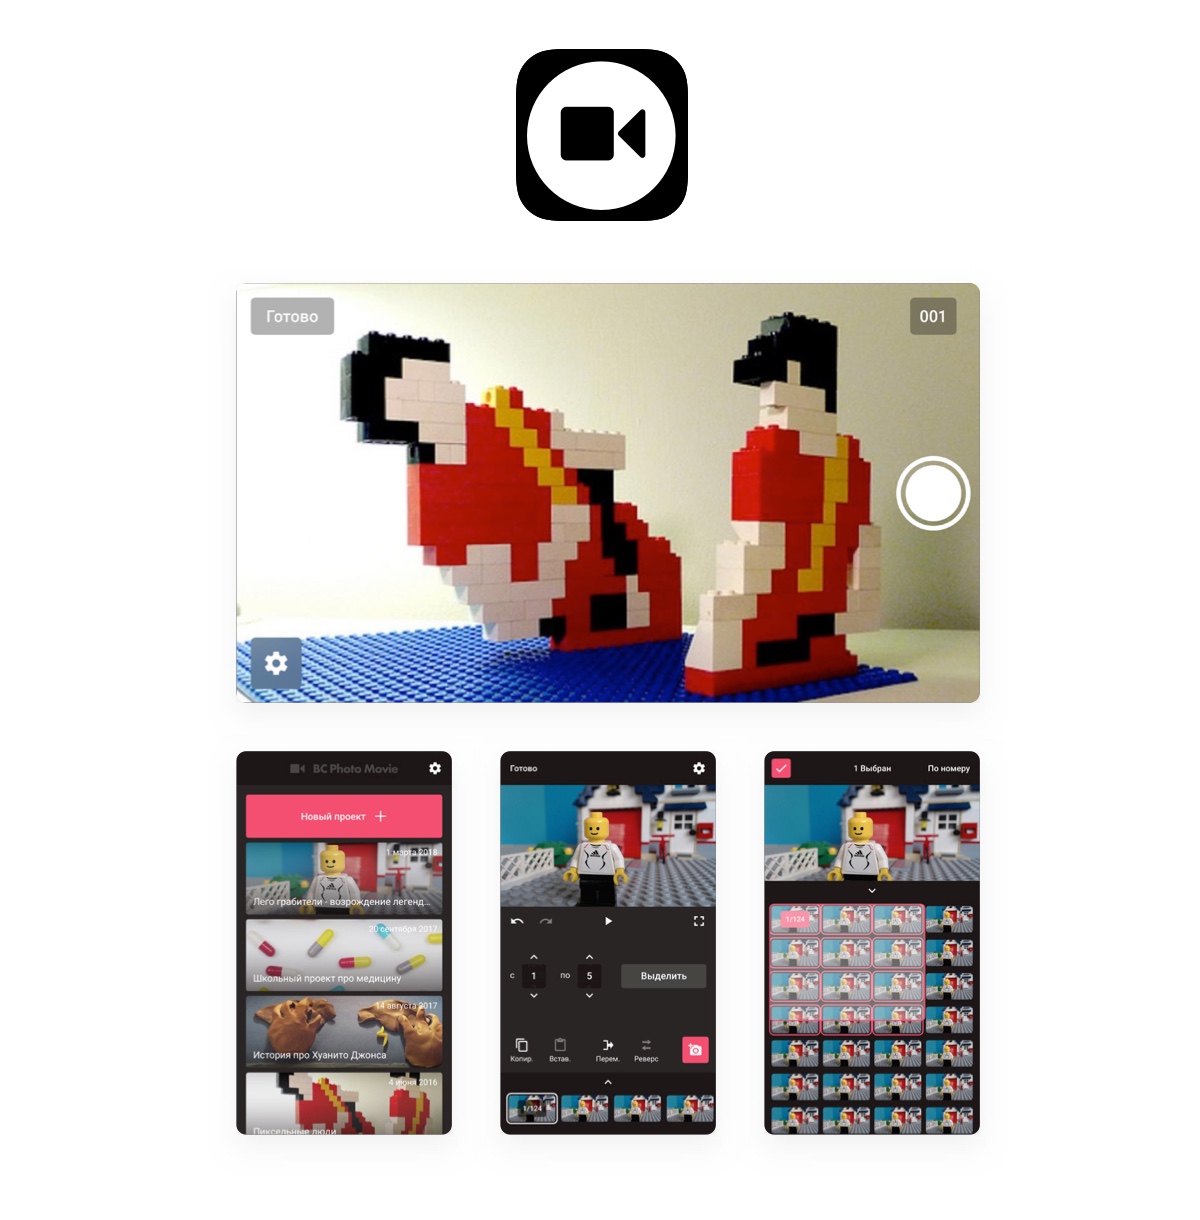 Готово
001
BC Photo Movie
Новый проект
1 марта 2018
Лего грабители - возрождение легенд...
20 сентября 2017
Школьный проект про медицину
14 августа 2017
История про Хуанито Джонса
4 июня 2016
Пиксельные люди
Готово
с 1 по 5 Выделить
Копир. Встав. Перем. Реверс
1/124
1 Выбран По номеру
1/124